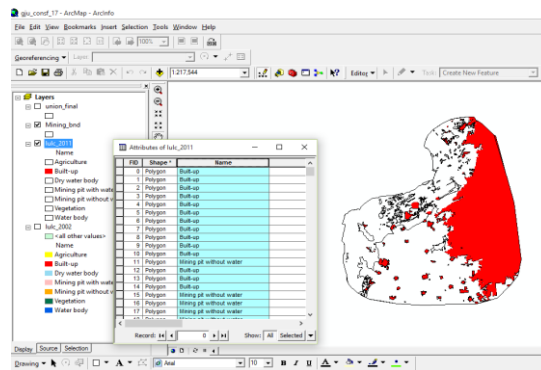 gju_consf_17 - ArcMap - ArcInfo
File Edit View Bookmarks Insert Selection Tools Window Help
100%
Georeferencing Layer:
1:217,544 Editor Task: Create New Feature
Layers
union_final
Mining_bnd
lulc_2011
Name
Agriculture
Built-up
Dry water body
Mining pit with wate
Mining pit without v
Vegetation
Water body
lulc_2002
<all other values>
Name
Agriculture
Built-up
Dry water body
Mining pit with wate
Mining pit without v
Vegetation
Water body
Attributes of lulc_2011
FID Shape * Name
0 Polygon Built-up
1 Polygon Built-up
2 Polygon Built-up
3 Polygon Built-up
4 Polygon Built-up
5 Polygon Built-up
6 Polygon Built-up
7 Polygon Built-up
8 Polygon Built-up
9 Polygon Built-up
10 Polygon Built-up
11 Polygon Mining pit without water
12 Polygon Built-up
13 Polygon Built-up
14 Polygon Built-up
15 Polygon Built-up
16 Polygon Mining pit without water
17 Polygon Mining pit without water
Record: 0 Show: All Selected
Display Source Selection
Drawing A Arial 10 B I U A